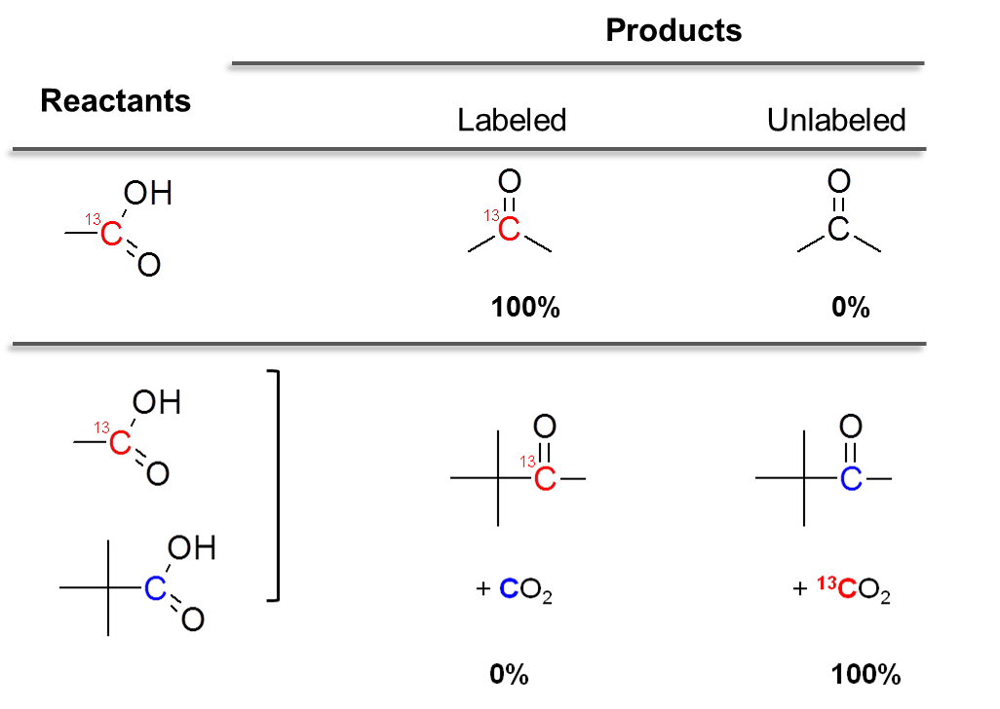 Products
Reactants
Labeled Unlabeled
OH
13C
O
O
13C
O
C
100% 0%
OH
13C
O
O
13C
O
C
OH
C
O
+ CO2 + 13CO2
0% 100%